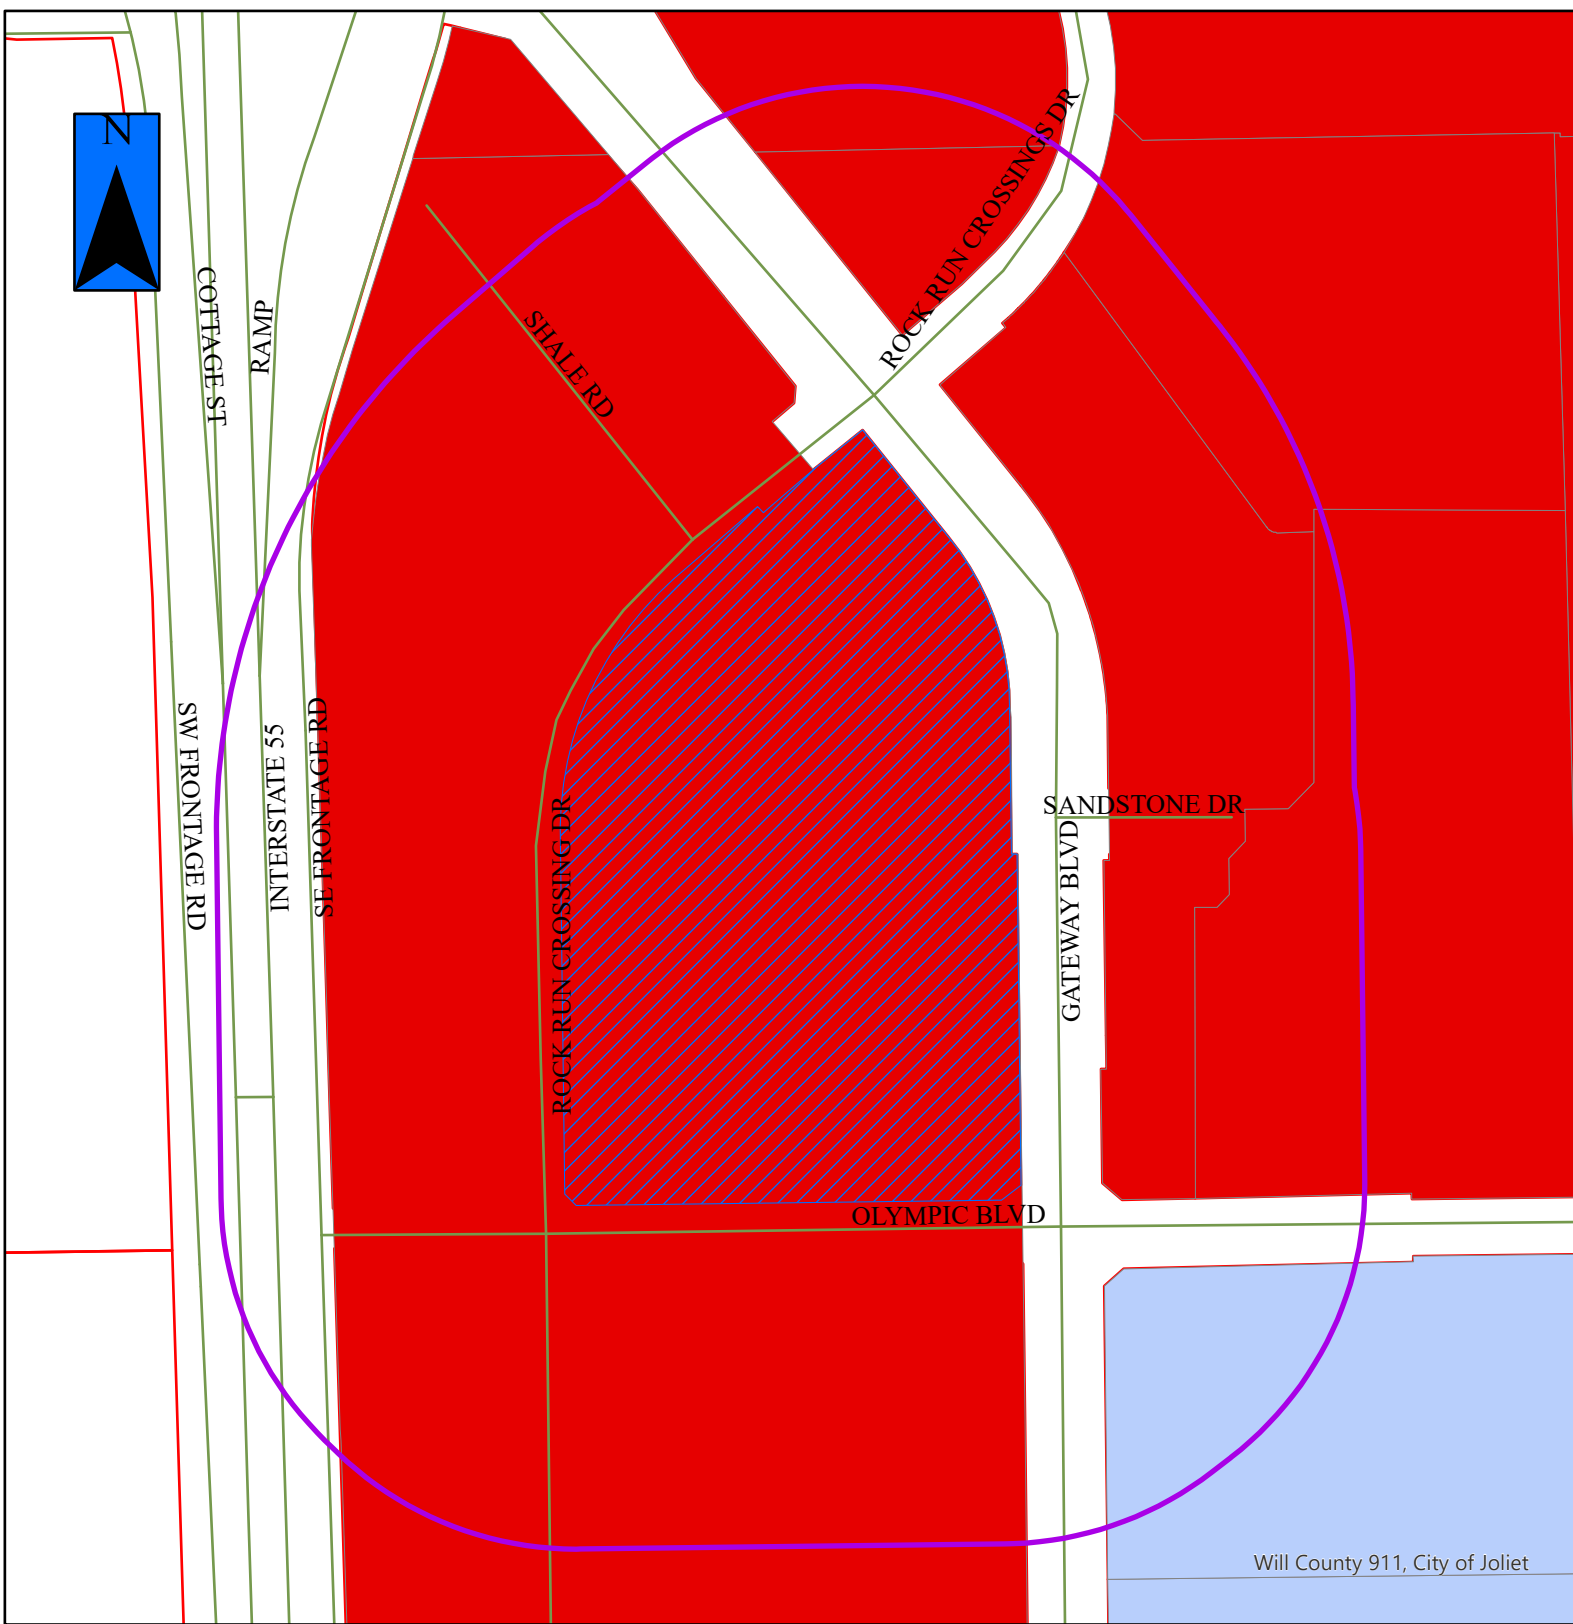 N
ROCK RUN CROSSINGS DR
COTTAGE ST
RAMP
SHALE RD
SW FRONTAGE RD
INTERSTATE 55
SE FRONTAGE RD
ROCK RUN CROSSING DR
SANDSTONE DR
GATEWAY BLVD
OLYMPIC BLVD
Will County 911, City of Joliet